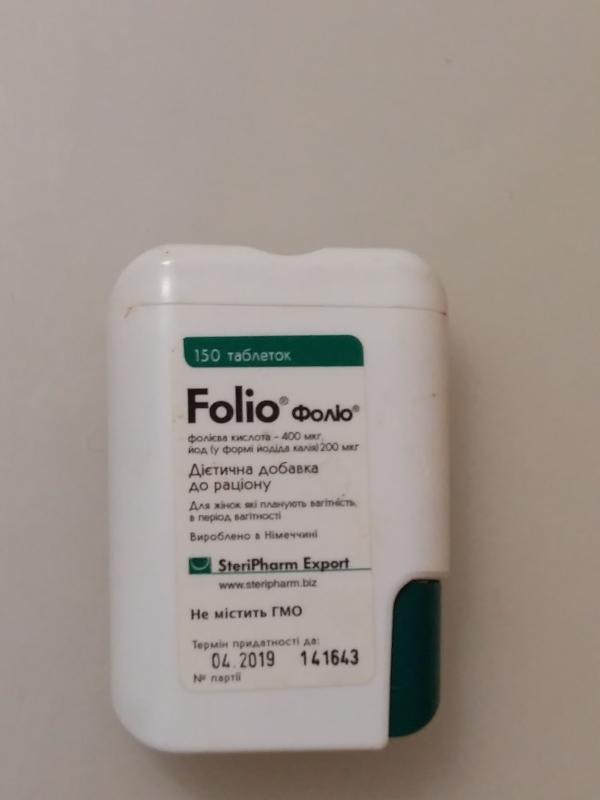 150 таблеток
Folio® Фоліо®
фолієва кислота – 400 мкг,
йод (у формі йодіда калія) 200 мкг
Дієтична добавка
до раціону
Для жінок які планують вагітність,
в період вагітності
Вироблено в Німеччині
SteriPharm Export
www.steripharm.biz
Не містить ГМО
Термін придатності до:
04.2019 141643
№ партії